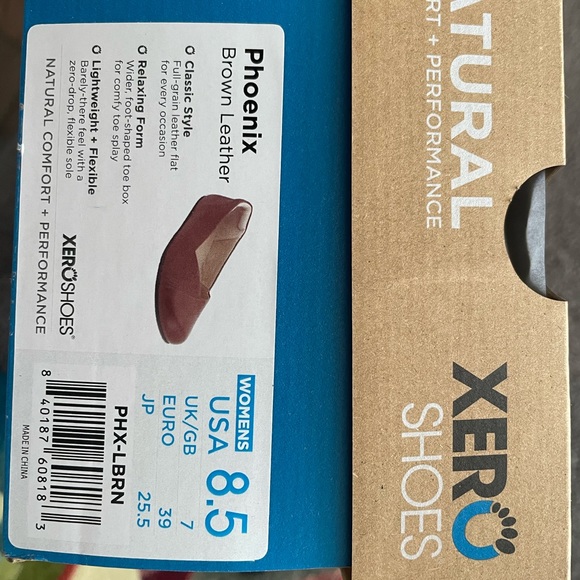 NATURAL
COMFORT + PERFORMANCE
XERO
SHOES
Phoenix
Brown Leather
Classic Style
Full-grain leather flat
for every occasion
Relaxing Form
Wider, foot-shaped toe box
for comfy toe splay
Lightweight + Flexible
Barely-there feel with a
zero-drop, flexible sole
XEROSHOES®
NATURAL COMFORT + PERFORMANCE
WOMENS
USA 8.5
UK/GB 7
EURO 39
JP 25.5
PHX-LBRN
8 40187 60818 3
MADE IN CHINA